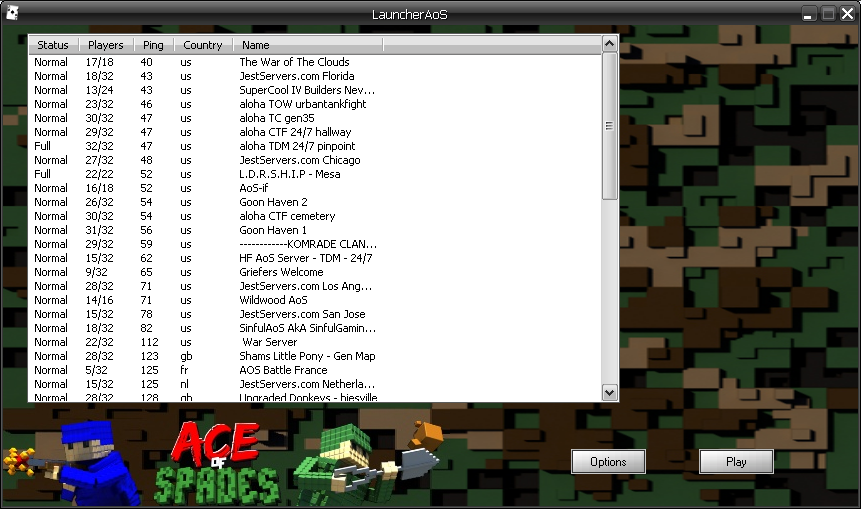 LauncherAoS
Status Players Ping Country Name
Normal 17/18 40 us The War of The Clouds
Normal 18/32 43 us JestServers.com Florida
Normal 13/24 43 us SuperCool IV Builders Nev...
Normal 23/32 46 us aloha TOW urbantankfight
Normal 30/32 47 us aloha TC gen35
Normal 29/32 47 us aloha CTF 24/7 hallway
Full 32/32 47 us aloha TDM 24/7 pinpoint
Normal 27/32 48 us JestServers.com Chicago
Full 22/22 52 us L.D.R.S.H.I.P - Mesa
Normal 16/18 52 us AoS-if
Normal 26/32 54 us Goon Haven 2
Normal 30/32 54 us aloha CTF cemetery
Normal 31/32 56 us Goon Haven 1
Normal 29/32 59 us ------------KOMRADE CLAN...
Normal 15/32 62 us HF AoS Server - TDM - 24/7
Normal 9/32 65 us Griefers Welcome
Normal 28/32 71 us JestServers.com Los Ang...
Normal 14/16 71 us Wildwood AoS
Normal 15/32 78 us JestServers.com San Jose
Normal 18/32 82 us SinfulAoS AkA SinfulGamin...
Normal 22/32 112 us War Server
Normal 28/32 123 gb Shams Little Pony - Gen Map
Normal 5/32 125 fr AOS Battle France
Normal 15/32 125 nl JestServers.com Netherla...
Normal 28/32 128 gb Upgraded Donkeys - hiesville
ACE
OF
SPADES
Options Play